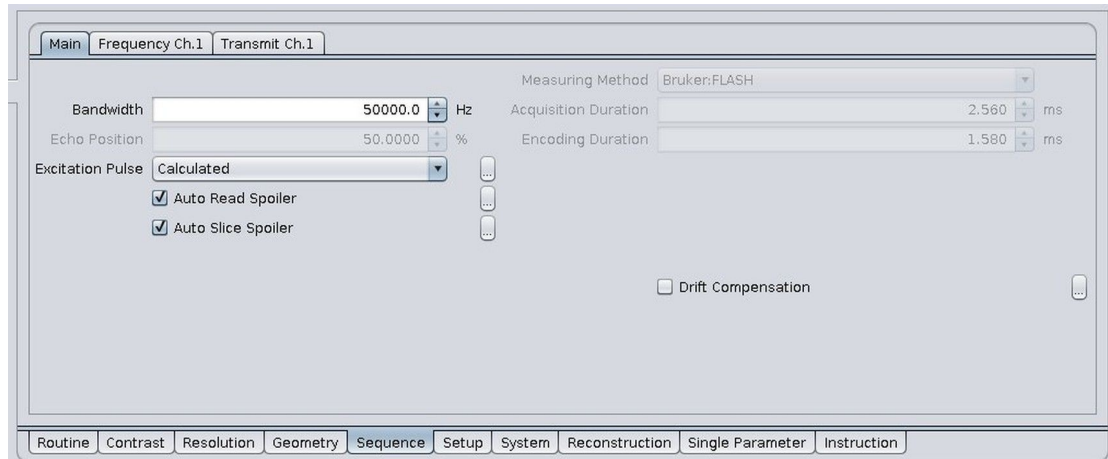 Main Frequency Ch.1 Transmit Ch.1
Measuring Method Bruker:FLASH
Bandwidth 50000.0 Hz Acquisition Duration 2.560 ms
Echo Position 50.0000 % Encoding Duration 1.580 ms
Excitation Pulse Calculated ...
Auto Read Spoiler ...
Auto Slice Spoiler ...
Drift Compensation ...
Routine Contrast Resolution Geometry Sequence Setup System Reconstruction Single Parameter Instruction